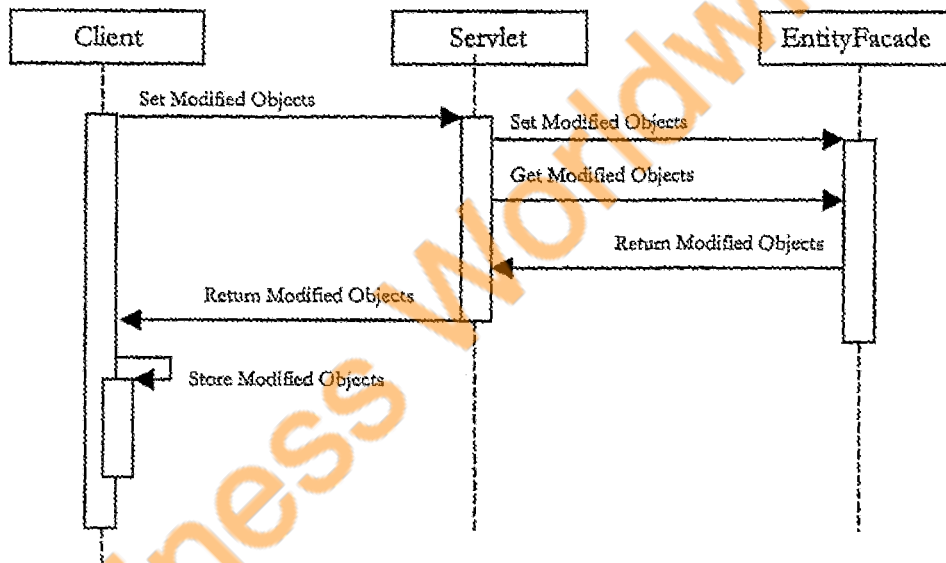 Client
Servlet
EntityFacade
Set Modified Objects
Set Modified Objects
Get Modified Objects
Return Modified Objects
Return Modified Objects
Store Modified Objects